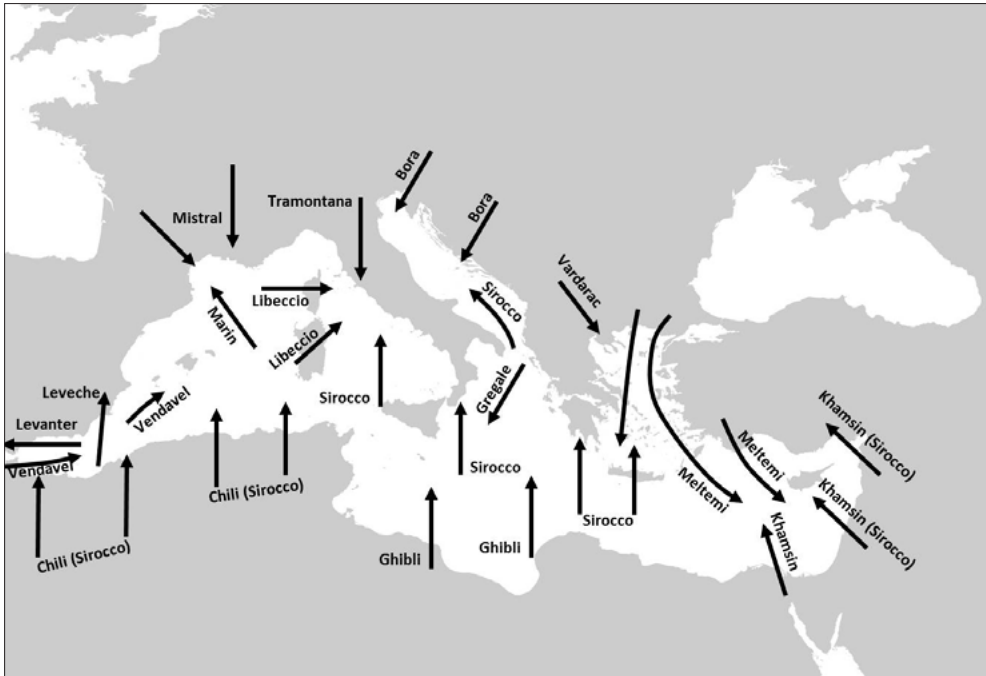 Bora
Mistral
Tramontana
Bora
Vardarac
Sirocco
Libeccio
Marin
Libeccio
Gregale
Leveche
Vendavel
Sirocco
Khamsin (Sirocco)
Levanter
Meltemi
Vendavel
Sirocco
Meltemi
Chili (Sirocco)
Khamsin (Sirocco)
Sirocco
Khamsin
Chili (Sirocco)
Ghibli
Ghibli